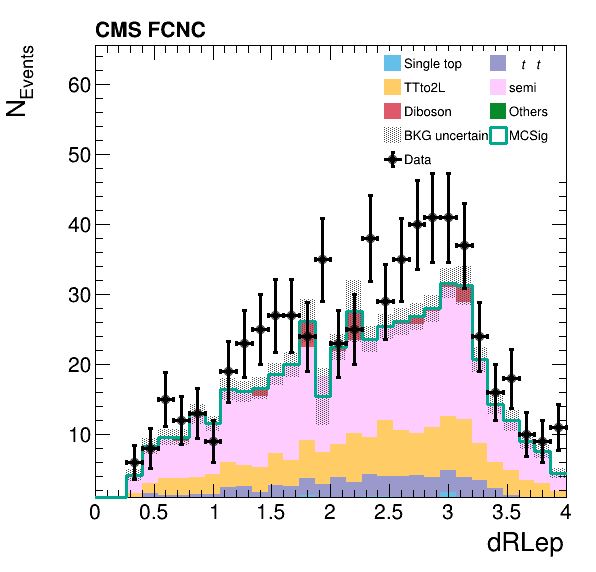 CMS FCNC
N_Events
60
50
40
30
20
10
Single top
t t
TTto2L
semi
Diboson
Others
BKG uncertain
MCSig
Data
0 0.5 1 1.5 2 2.5 3 3.5 4
dRLep